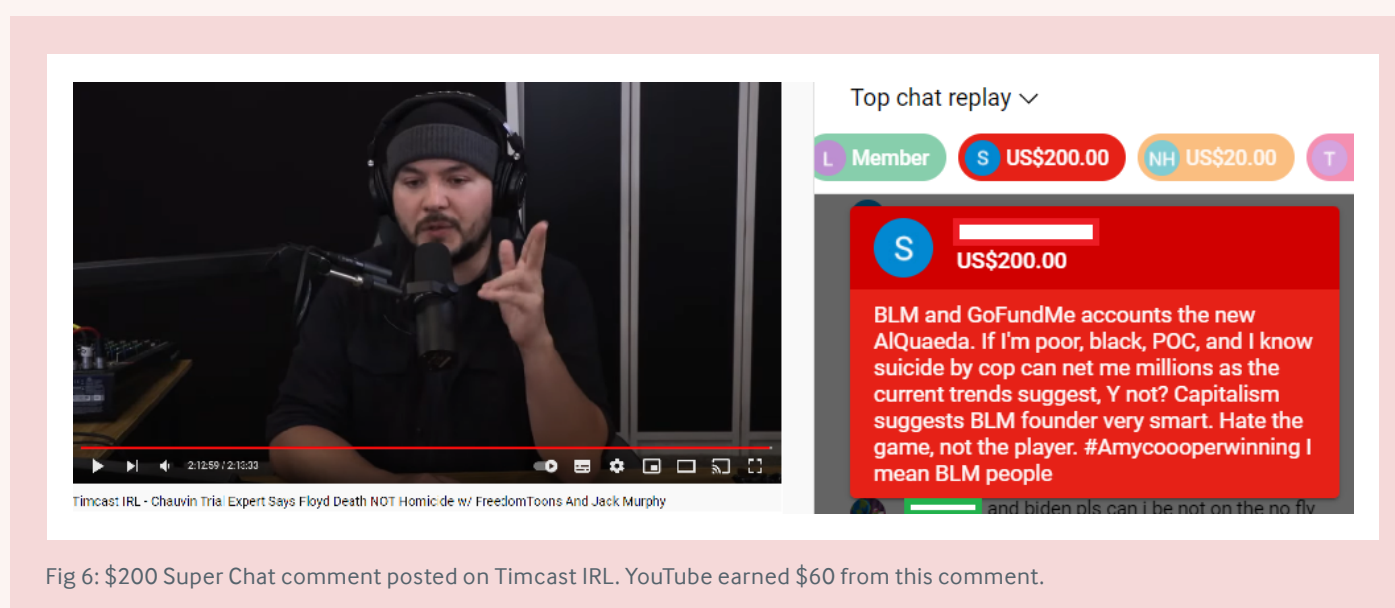 Top chat replay
L Member S US$200.00 NH US$20.00 T
S
US$200.00
BLM and GoFundMe accounts the new
AlQuaeda. If I'm poor, black, POC, and I know
suicide by cop can net me millions as the
current trends suggest, Y not? Capitalism
suggests BLM founder very smart. Hate the
game, not the player. #Amycoooperwinning I
mean BLM people
and biden pls can i be not on the no fly
2:12:59 / 2:13:33
Timcast IRL - Chauvin Trial Expert Says Floyd Death NOT Homicide w/ FreedomToons And Jack Murphy
Fig 6: $200 Super Chat comment posted on Timcast IRL. YouTube earned $60 from this comment.